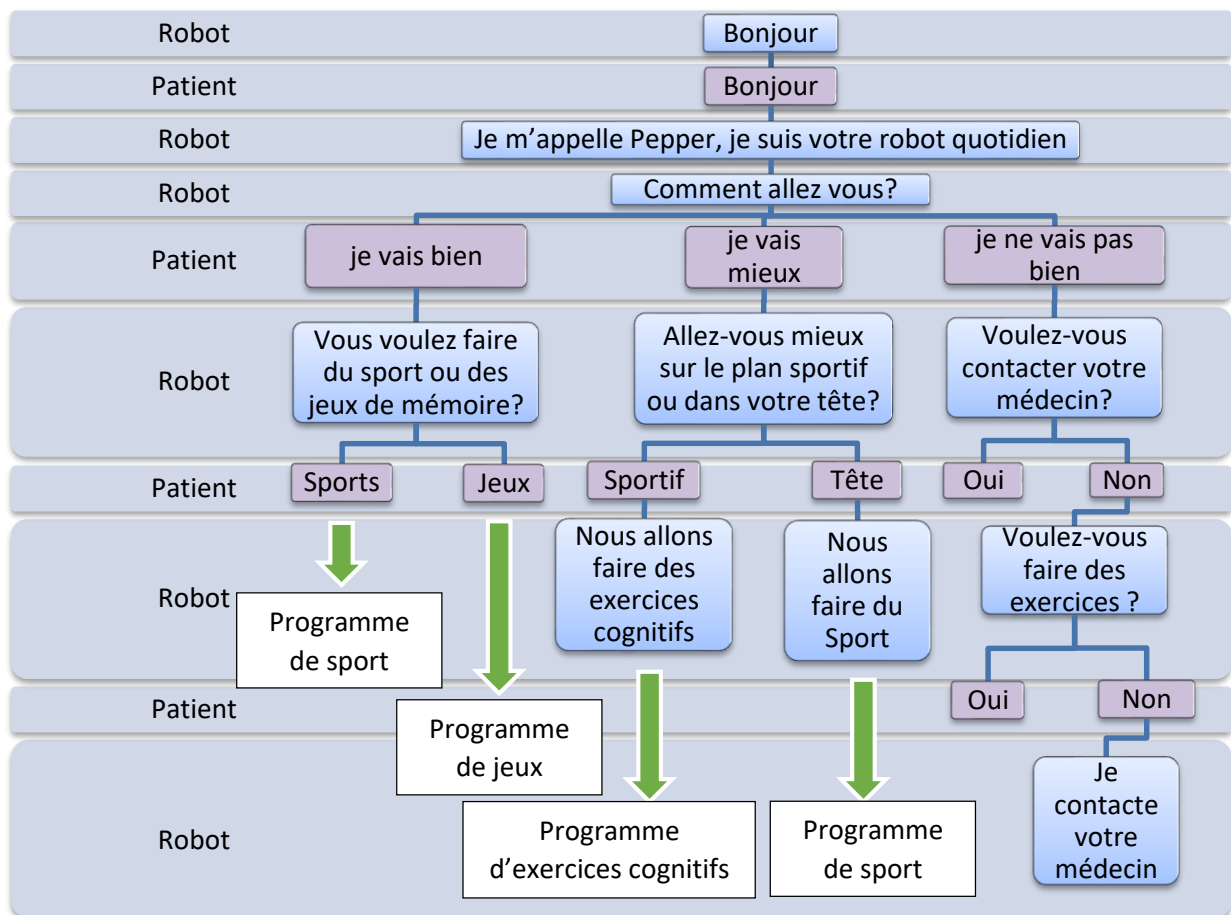 Robot
Bonjour
Patient
Bonjour
Robot
Je m’appelle Pepper, je suis votre robot quotidien
Robot
Comment allez vous?
Patient
je vais bien
je vais
mieux
je ne vais pas
bien
Robot
Vous voulez faire
du sport ou des
jeux de mémoire?
Allez-vous mieux
sur le plan sportif
ou dans votre tête?
Voulez-vous
contacter votre
médecin?
Patient
Sports
Jeux
Sportif
Tête
Oui
Non
Robot
Programme
de sport
Nous allons
faire des
exercices
cognitifs
Nous
allons
faire du
Sport
Voulez-vous
faire des
exercices ?
Patient
Oui
Non
Robot
Programme
de jeux
Programme
d’exercices cognitifs
Programme
de sport
Je
contacte
votre
médecin